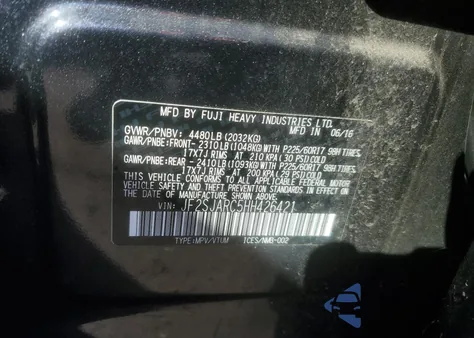 MFD BY FUJI HEAVY INDUSTRIES LTD.
MFD IN 06/16
GVWR/PNBV: 4480LB (2032KG)
GAWR/PNBE:FRONT- 2310LB (1048KG) WITH P225/60R17 98H TIRES,
17X7J RIMS AT 210 KPA (30 PSI) COLD
GAWR/PNBE:REAR - 2410LB (1093KG) WITH P225/60R17 98H TIRES,
17X7J RIMS AT 200 KPA (29 PSI) COLD
THIS VEHICLE CONFORMS TO ALL APPLICABLE FEDERAL MOTOR
VEHICLE SAFETY AND THEFT PREVENTION STANDARDS IN EFFECT ON
THE DATE OF MANUFACTURE SHOWN ABOVE.
VIN: JF2SJARC5HH426421
TYPE:MPV/VTUM ICES/NMB-002